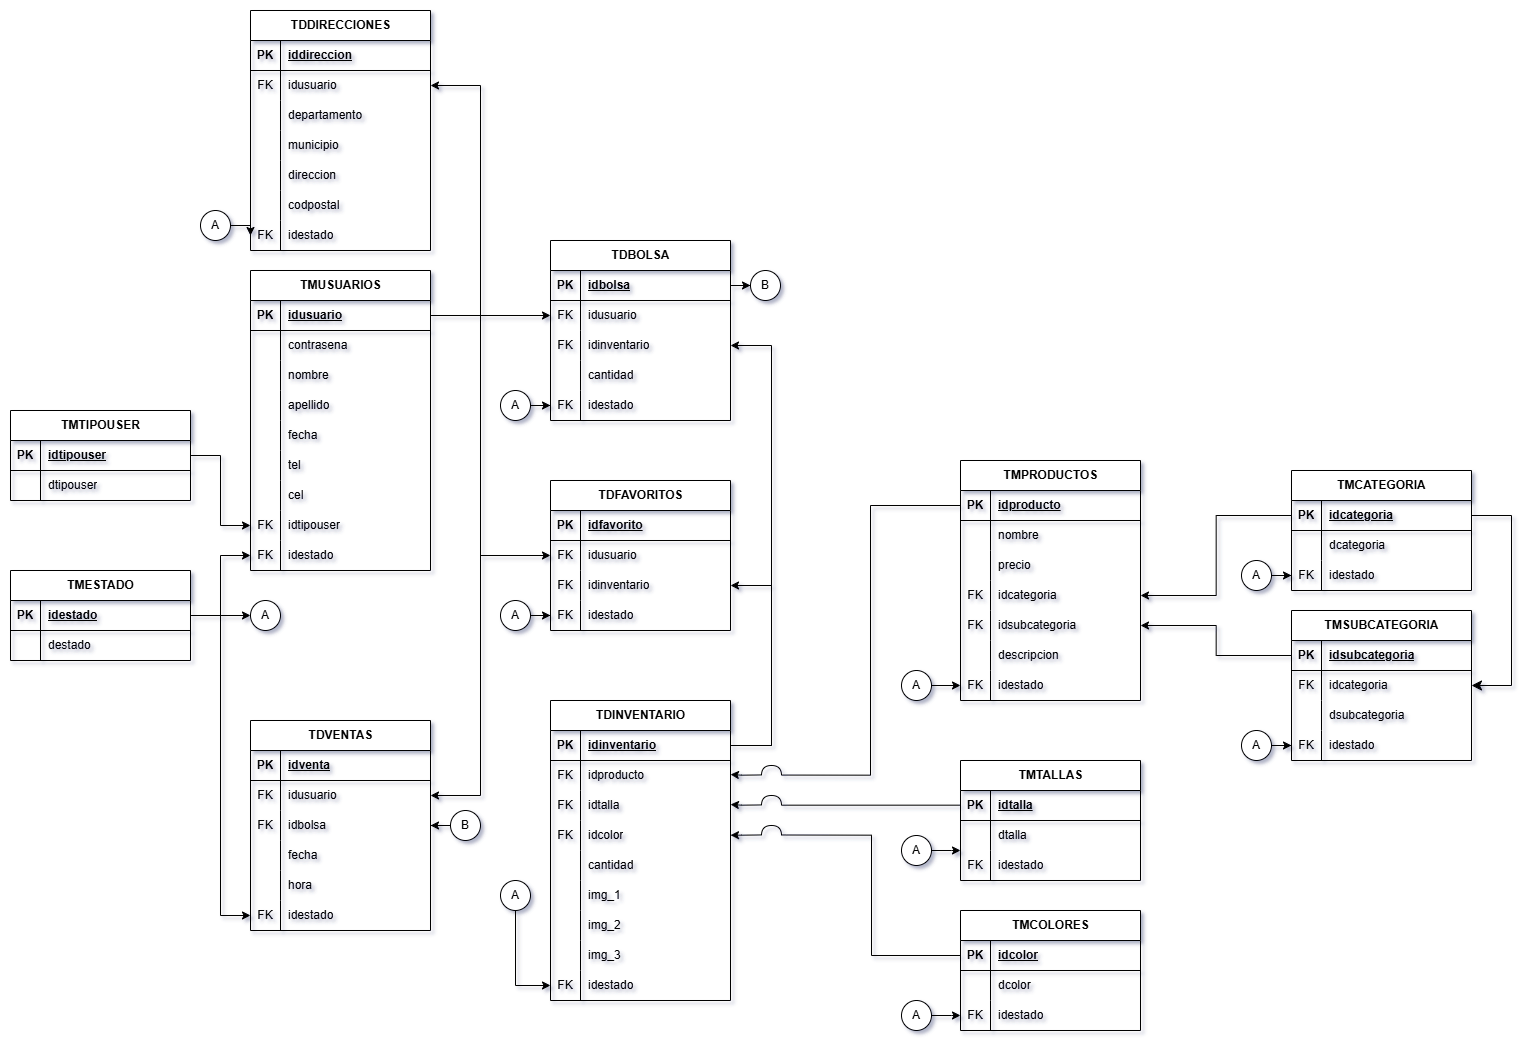 TDDIRECCIONES
PK iddireccion
FK idusuario
departamento
municipio
direccion
codpostal
A
FK idestado
TMUSUARIOS
PK idusuario
contrasena
nombre
apellido
fecha
tel
cel
FK idtipouser
FK idestado
TMTIPOUSER
PK idtipouser
dtipouser
TMESTADO
PK idestado
A
destado
TDVENTAS
PK idventa
FK idusuario
FK idbolsa
B
fecha
hora
FK idestado
TDBOLSA
PK idbolsa
B
FK idusuario
FK idinventario
cantidad
A
FK idestado
TDFAVORITOS
PK idfavorito
FK idusuario
FK idinventario
A
FK idestado
TDINVENTARIO
PK idinventario
FK idproducto
FK idtalla
FK idcolor
cantidad
A
img_1
img_2
img_3
FK idestado
TMPRODUCTOS
PK idproducto
nombre
precio
FK idcategoria
FK idsubcategoria
descripcion
A
FK idestado
TMTALLAS
PK idtalla
dtalla
A
FK idestado
TMCOLORES
PK idcolor
dcolor
A
FK idestado
TMCATEGORIA
PK idcategoria
dcategoria
A
FK idestado
TMSUBCATEGORIA
PK idsubcategoria
FK idcategoria
dsubcategoria
A
FK idestado